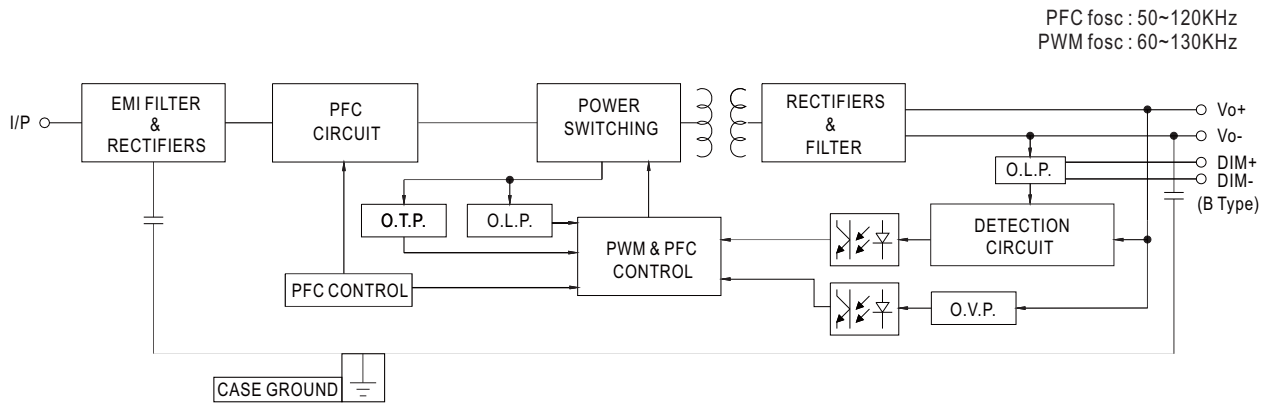 PFC fosc : 50~120KHz
PWM fosc : 60~130KHz
I/P
EMI FILTER
&
RECTIFIERS
PFC
CIRCUIT
POWER
SWITCHING
RECTIFIERS
&
FILTER
Vo+
Vo-
DIM+
DIM-
(B Type)
O.L.P.
O.T.P.
O.L.P.
DETECTION
CIRCUIT
PWM & PFC
CONTROL
PFC CONTROL
O.V.P.
CASE GROUND